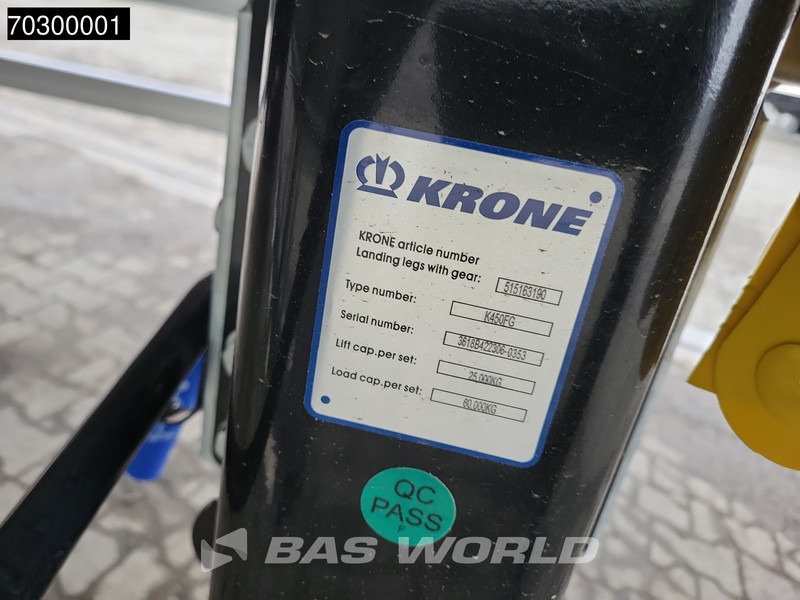 70300001
KRONE
KRONE article number
Landing legs with gear: 515163190
Type number: K450FG
Serial number: 3618B422306-0353
Lift cap.per set: 25.000KG
Load cap.per set: 60.000KG
QC
PASS
F
BAS WORLD